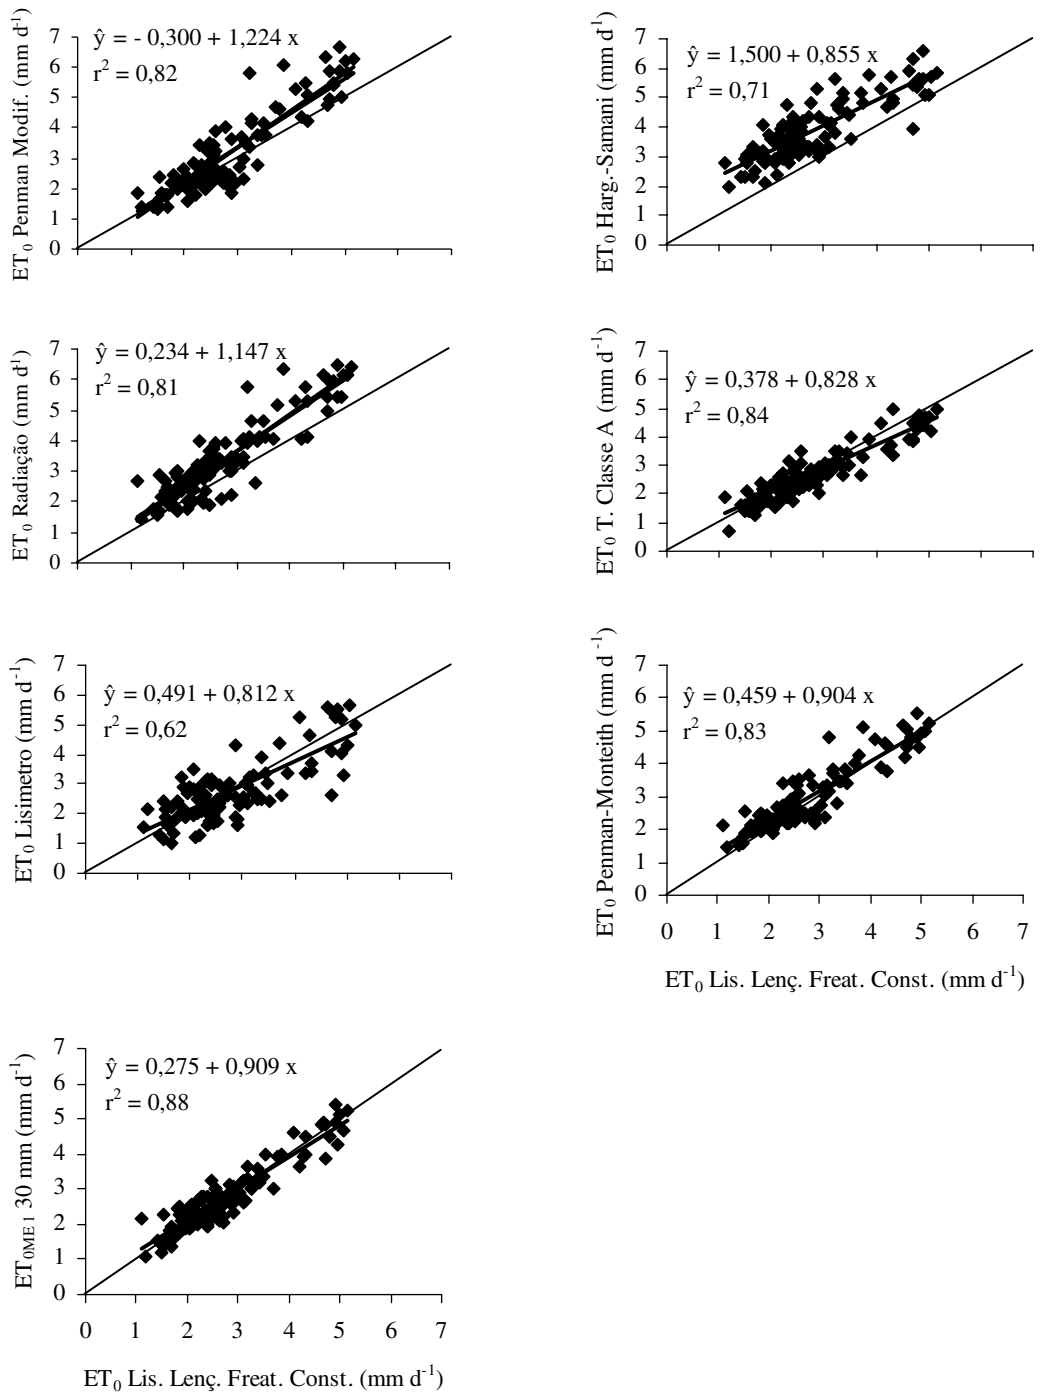 ET0 Penman Modif. (mm d-1)
7
6
5
4
3
2
1
0
ŷ = - 0,300 + 1,224 x
r2 = 0,82
ET0 Harg.-Samani (mm d-1)
7
6
5
4
3
2
1
0
ŷ = 1,500 + 0,855 x
r2 = 0,71
ET0 Radiação (mm d1)
7
6
5
4
3
2
1
0
ŷ = 0,234 + 1,147 x
r2 = 0,81
ET0 T. Classe A (mm d-1)
7
6
5
4
3
2
1
0
ŷ = 0,378 + 0,828 x
r2 = 0,84
ET0 Lisimetro (mm d-1)
7
6
5
4
3
2
1
0
ŷ = 0,491 + 0,812 x
r2 = 0,62
ET0 Penman-Monteith (mm d-1)
7
6
5
4
3
2
1
0
ŷ = 0,459 + 0,904 x
r2 = 0,83
0 1 2 3 4 5 6 7
ET0 Lis. Lenç. Freat. Const. (mm d-1)
ET0ME 1 30 mm (mm d-1)
7
6
5
4
3
2
1
0
ŷ = 0,275 + 0,909 x
r2 = 0,88
0 1 2 3 4 5 6 7
ET0 Lis. Lenç. Freat. Const. (mm d-1)